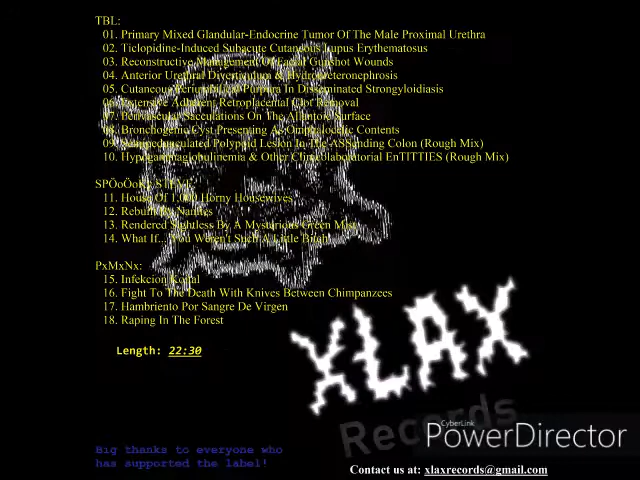 TBL:
01. Primary Mixed Glandular-Endocrine Tumor Of The Male Proximal Urethra
02. Ticlopidine-Induced Subacute Cutaneous Lupus Erythematosus
03. Reconstructive Management Of Facial Gunshot Wounds
04. Anterior Urethral Diverticulum & Hydroureteronephrosis
05. Cutaneous Periumbilical Purpura In Disseminated Strongyloidiasis
06. Extensive Adherent Retroplacental Clot Removal
07. Perivascular Sacculations On The Allantoic Surface
08. Bronchogenic Cyst Presenting As Omphalocele Contents
09. Polypoid Lesion In The ASSending Colon (Rough Mix)
10. Hypogammaglobulinemia & Other Clinicolaboratorial EnTITTIES (Rough Mix)
11. House Of 1,000 Horny Housewives
12. Rebuilt By Nanites
13. Rendered Sightless By A Mysterious Green Mist
14. What If... You Weren't Such A Little Bitch
PxMxNx:
15. Infekcion Kagal
16. Fight To The Death With Knives Between Chimpanzees
17. Hambriento Por Sangre De Virgen
18. Raping In The Forest
Length: 22:30
XLAX
Records
CyberLink
PowerDirector
Big thanks to everyone who
has supported the label!
Contact us at: xlaxrecords@gmail.com